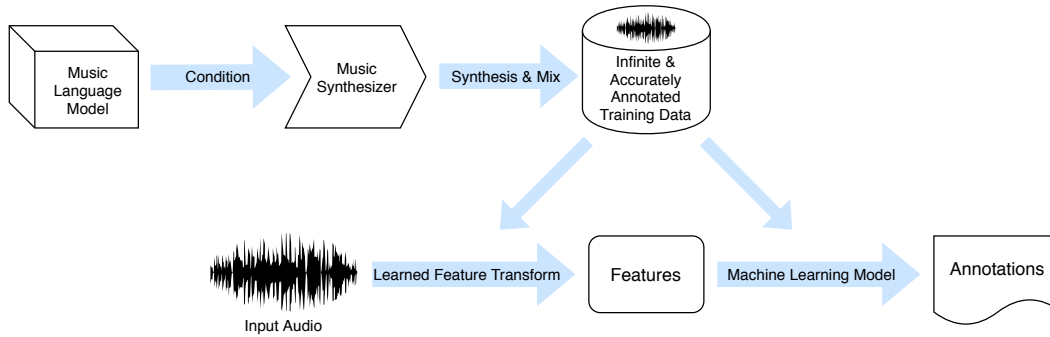 Music
Language
Model
Condition
Music
Synthesizer
Synthesis & Mix
Infinite &
Accurately
Annotated
Training Data
Learned Feature Transform
Features
Machine Learning Model
Annotations
Input Audio